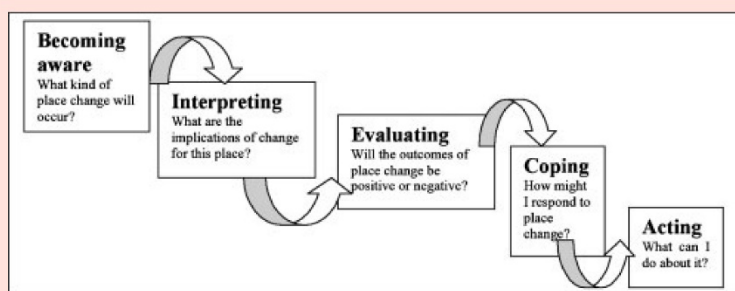 Becoming
aware
What kind of
place change will
occur?
Interpreting
What are the
implications of change
for this place?
Evaluating
Will the outcomes of
place change be
positive or negative?
Coping
How might
I respond to
place
change?
Acting
What can I
do about it?